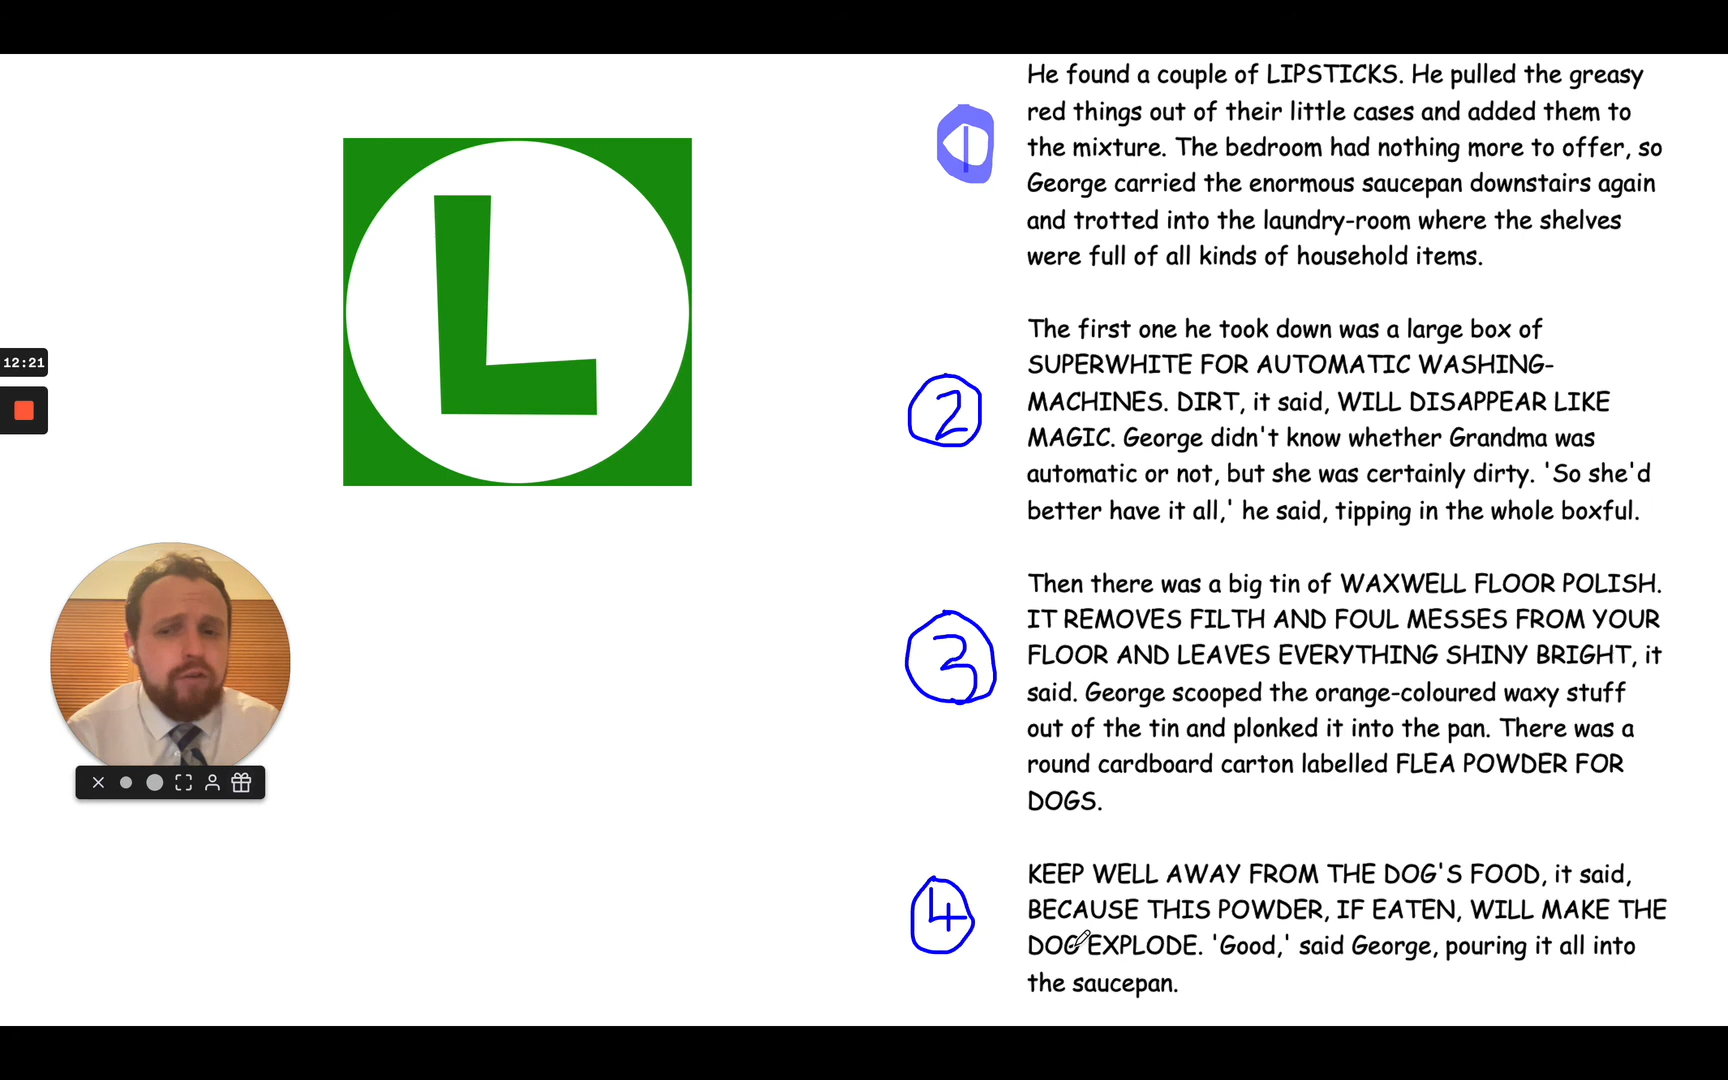 L
12:21
1
He found a couple of LIPSTICKS. He pulled the greasy
red things out of their little cases and added them to
the mixture. The bedroom had nothing more to offer, so
George carried the enormous saucepan downstairs again
and trotted into the laundry-room where the shelves
were full of all kinds of household items.
2
The first one he took down was a large box of
SUPERWHITE FOR AUTOMATIC WASHING-
MACHINES. DIRT, it said, WILL DISAPPEAR LIKE
MAGIC. George didn't know whether Grandma was
automatic or not, but she was certainly dirty. 'So she'd
better have it all,' he said, tipping in the whole boxful.
3
Then there was a big tin of WAXWELL FLOOR POLISH.
IT REMOVES FILTH AND FOUL MESSES FROM YOUR
FLOOR AND LEAVES EVERYTHING SHINY BRIGHT, it
said. George scooped the orange-coloured waxy stuff
out of the tin and plonked it into the pan. There was a
round cardboard carton labelled FLEA POWDER FOR
DOGS.
4
KEEP WELL AWAY FROM THE DOG'S FOOD, it said,
BECAUSE THIS POWDER, IF EATEN, WILL MAKE THE
DOG EXPLODE. 'Good,' said George, pouring it all into
the saucepan.